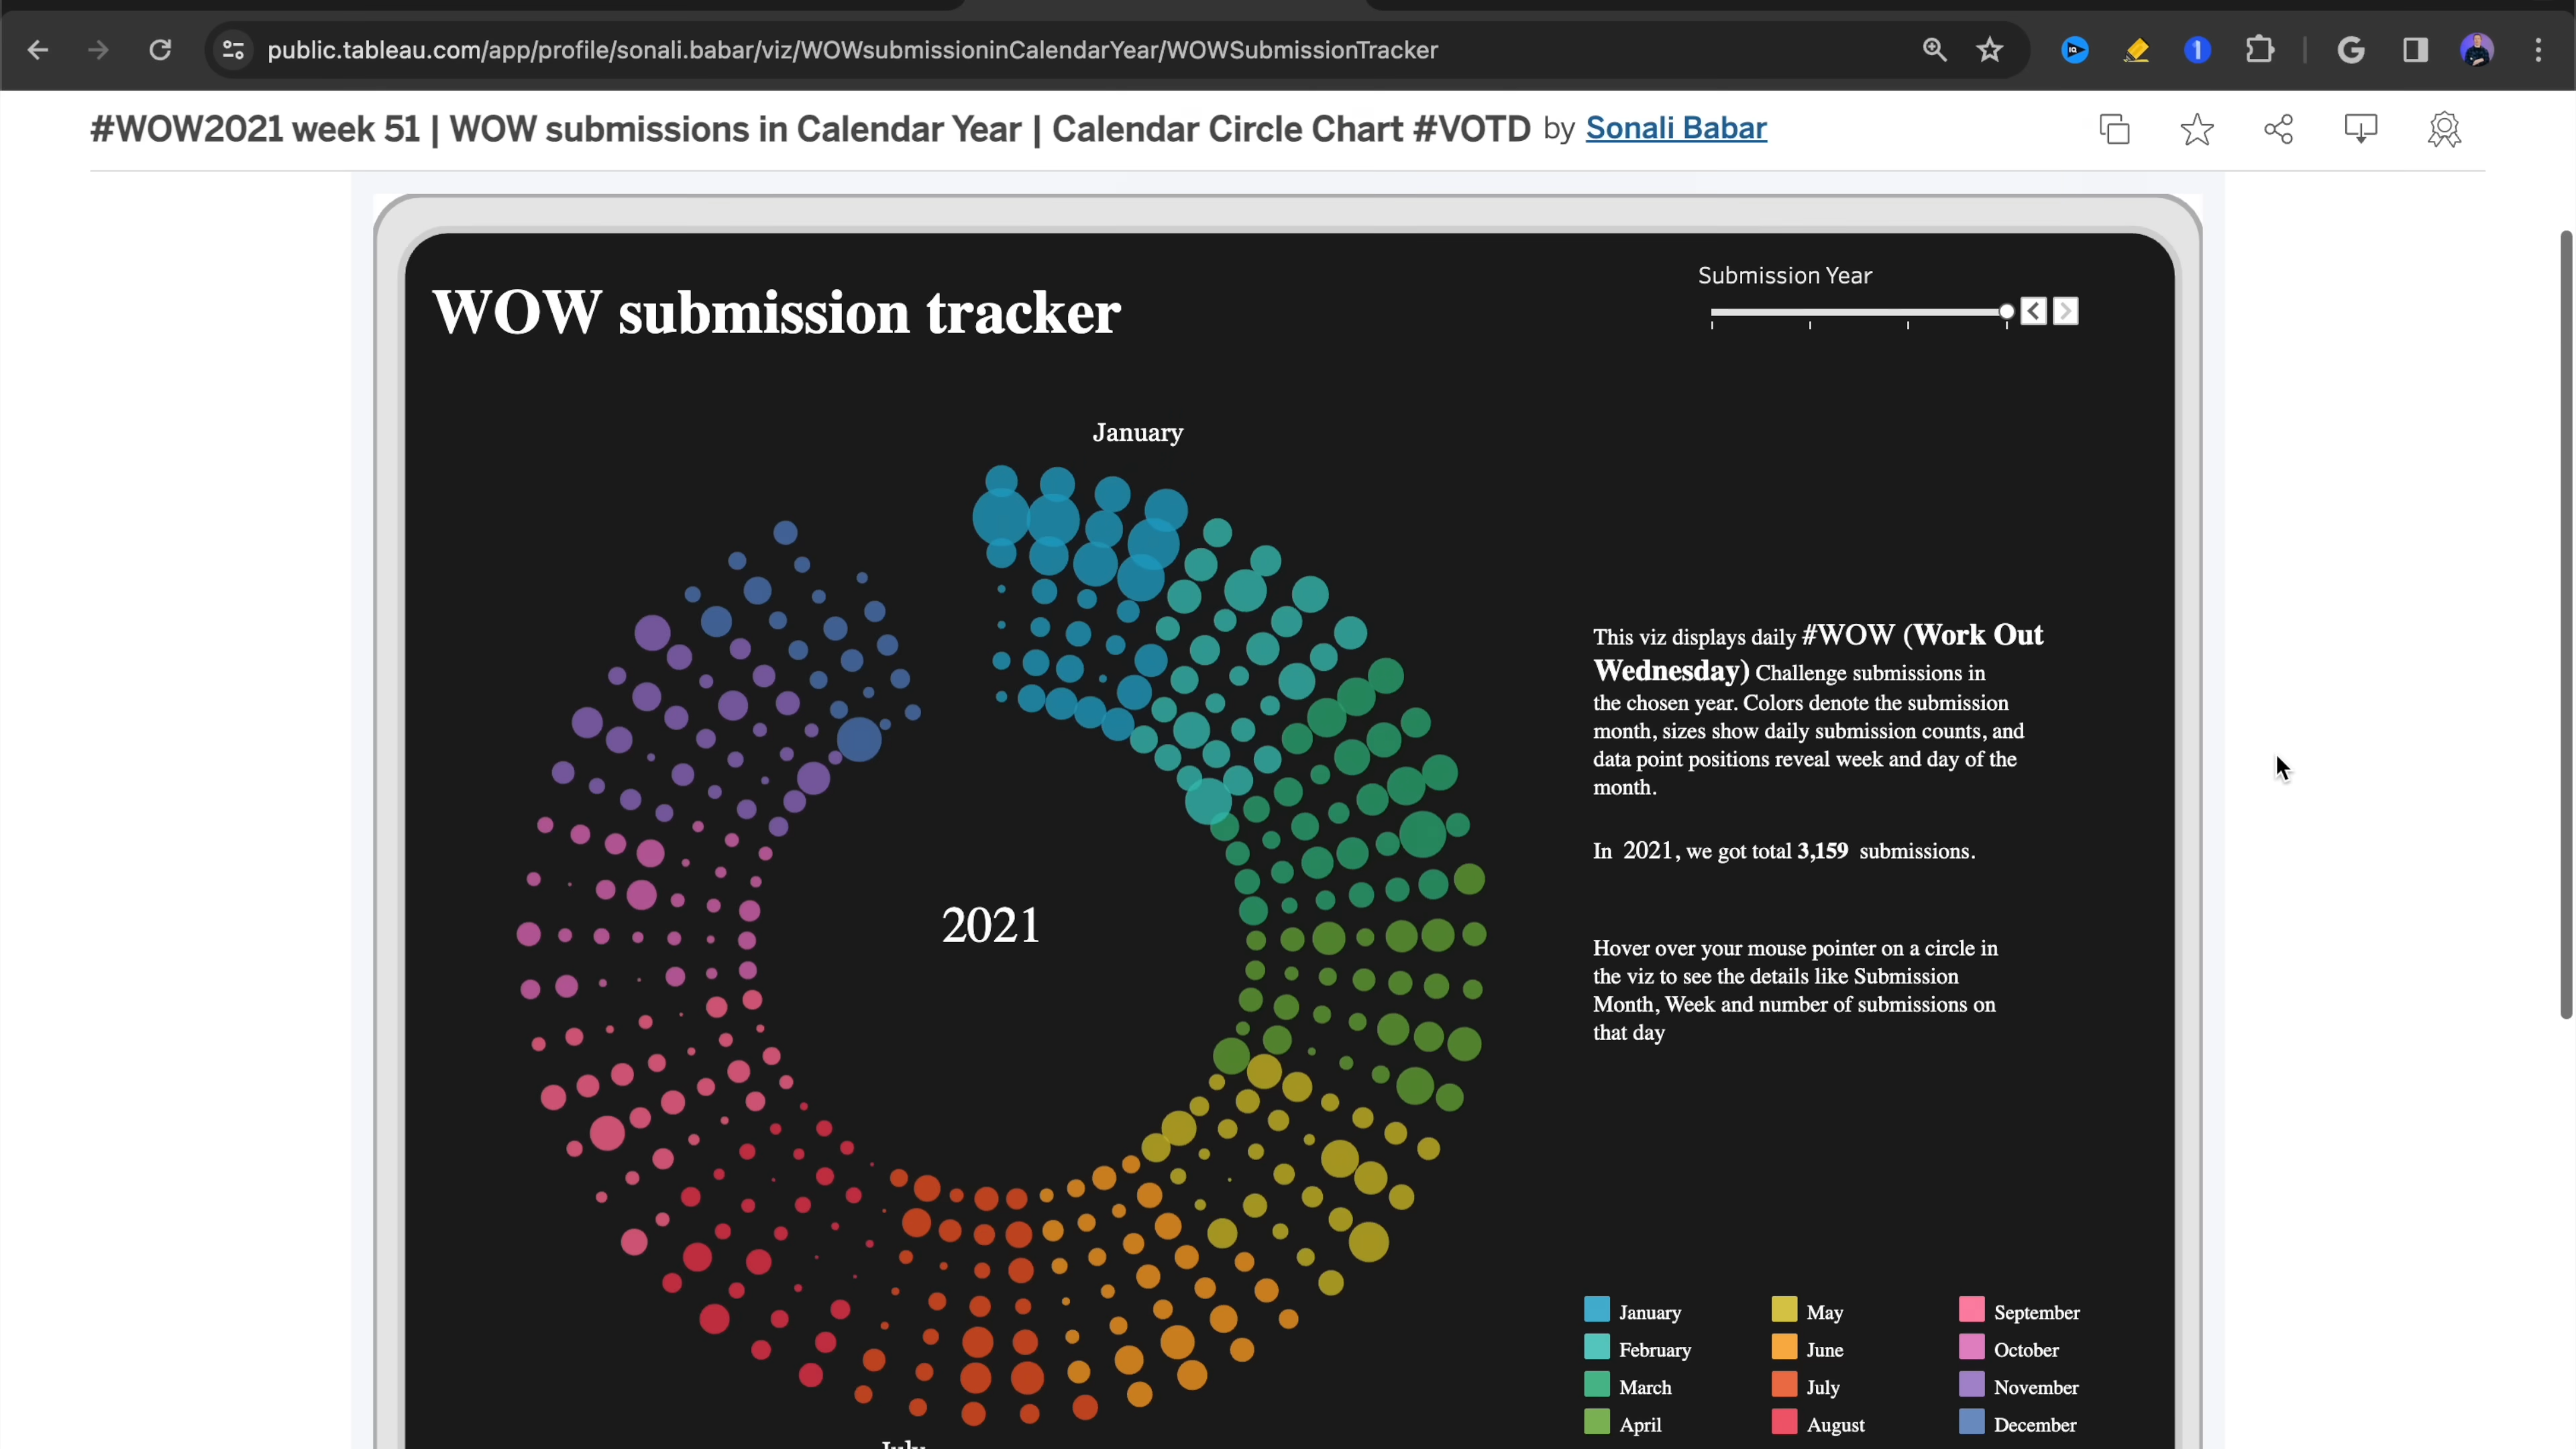 public.tableau.com/app/profile/sonali.babar/viz/WOWsubmissioninCalendarYear/WOWSubmissionTracker
#WOW2021 week 51 | WOW submissions in Calendar Year | Calendar Circle Chart #VOTD by Sonali Babar
WOW submission tracker
Submission Year
January
This viz displays daily #WOW (Work Out
Wednesday) Challenge submissions in
the chosen year. Colors denote the submission
month, sizes show daily submission counts, and
data point positions reveal week and day of the
month.
In 2021, we got total 3,159 submissions.
2021
Hover over your mouse pointer on a circle in
the viz to see the details like Submission
Month, Week and number of submissions on
that day
January
February
March
April
May
June
July
August
September
October
November
December
July